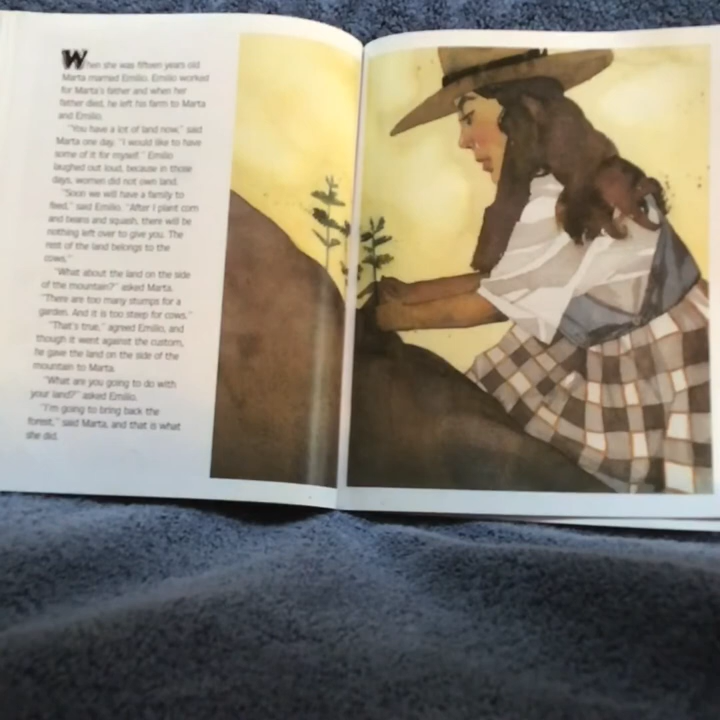 When she was fifteen years old
Marta married Emilio. Emilio worked
for Marta's father and when her
father died, he left his farm to Marta
and Emilio.
"You have a lot of land now," said
Marta one day. "I would like to have
some of it for myself." Emilio
laughed out loud, because in those
days, women did not own land.
"Soon we will have a family to
feed," said Emilio. "After I plant corn
and beans and squash, there will be
nothing left over to give you. The
rest of the land belongs to the
cows."
"What about the land on the side
of the mountain?" asked Marta.
"There are too many stumps for a
garden. And it is too steep for cows."
"That's true," agreed Emilio, and
though it went against the custom,
he gave the land on the side of the
mountain to Marta.
"What are you going to do with
your land?" asked Emilio.
"I'm going to bring back the
forest," said Marta, and that is what
she did.